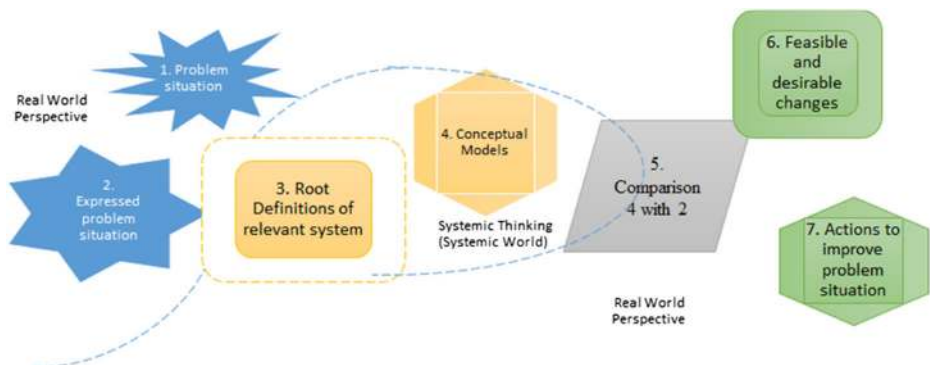 1. Problem
situation
Real World
Perspective
2.
Expressed
problem
situation
3. Root
Definitions of
relevant system
4. Conceptual
Models
Systemic Thinking
(Systemic World)
5.
Comparison
4 with 2
6. Feasible
and
desirable
changes
7. Actions to
improve
problem
situation
Real World
Perspective